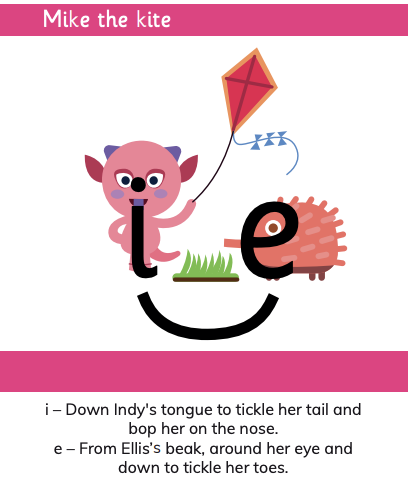 Mike the kite
i e
i – Down Indy's tongue to tickle her tail and
bop her on the nose.
e – From Ellis's beak, around her eye and
down to tickle her toes.